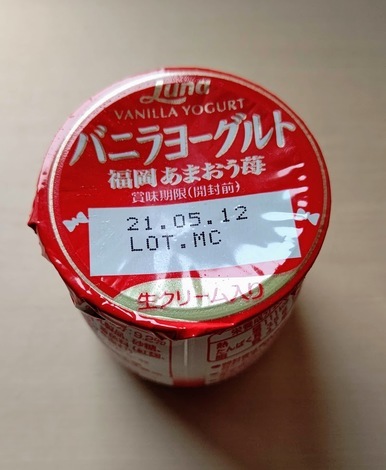 Luna
VANILLA YOGURT
バニラヨーグルト
福岡あまおう苺
賞味期限(開封前)
21.05.12
LOT.MC
生クリーム入り